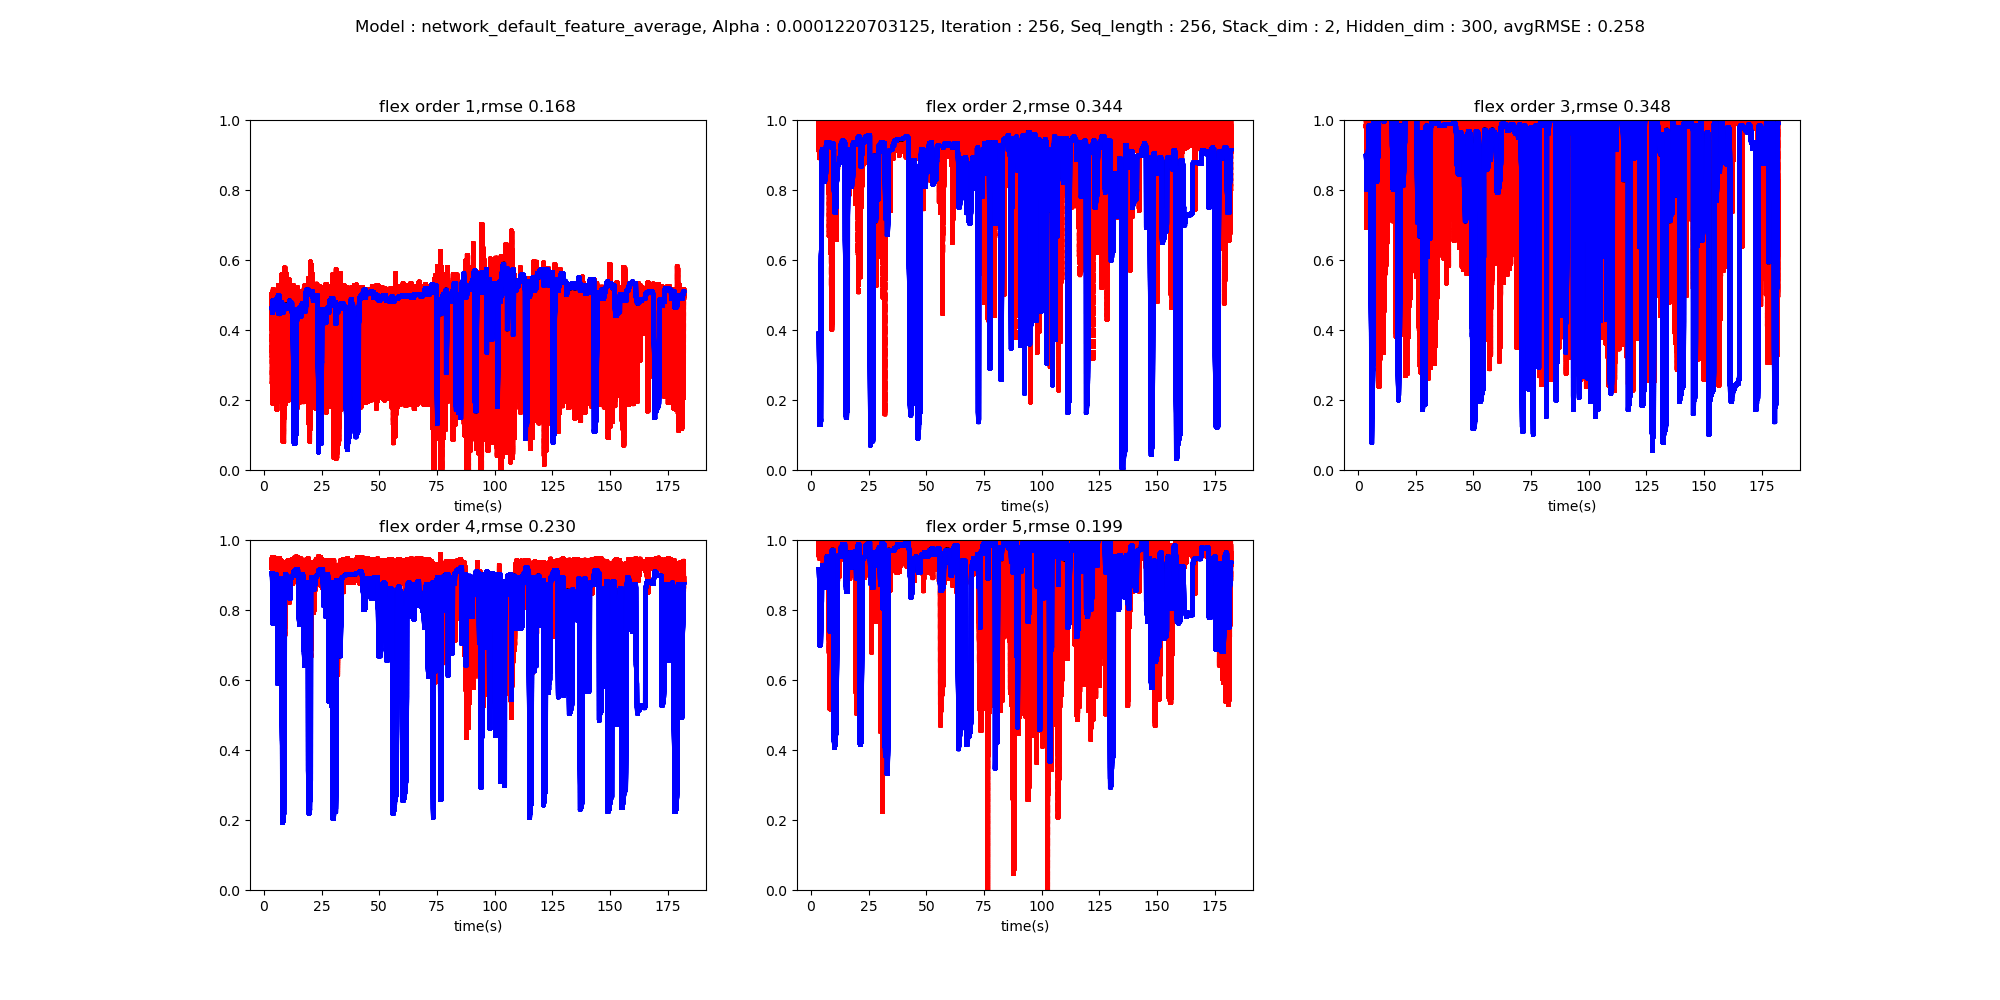 Model : network_default_feature_average, Alpha : 0.0001220703125, Iteration : 256, Seq_length : 256, Stack_dim : 2, Hidden_dim : 300, avgRMSE : 0.258
flex order 1,rmse 0.168
1.0
0.8
0.6
0.4
0.2
0.0
0 25 50 75 100 125 150 175
time(s)
flex order 2,rmse 0.344
1.0
0.8
0.6
0.4
0.2
0.0
0 25 50 75 100 125 150 175
time(s)
flex order 3,rmse 0.348
1.0
0.8
0.6
0.4
0.2
0.0
0 25 50 75 100 125 150 175
time(s)
flex order 4,rmse 0.230
1.0
0.8
0.6
0.4
0.2
0.0
0 25 50 75 100 125 150 175
time(s)
flex order 5,rmse 0.199
1.0
0.8
0.6
0.4
0.2
0.0
0 25 50 75 100 125 150 175
time(s)